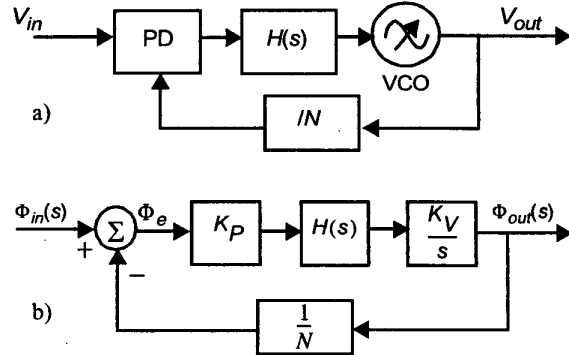 V_in PD H(s) V_out
VCO
/N
a)
Φ_in(s) + Σ Φ_e K_P H(s) K_V/s Φ_out(s)
−
1/N
b)